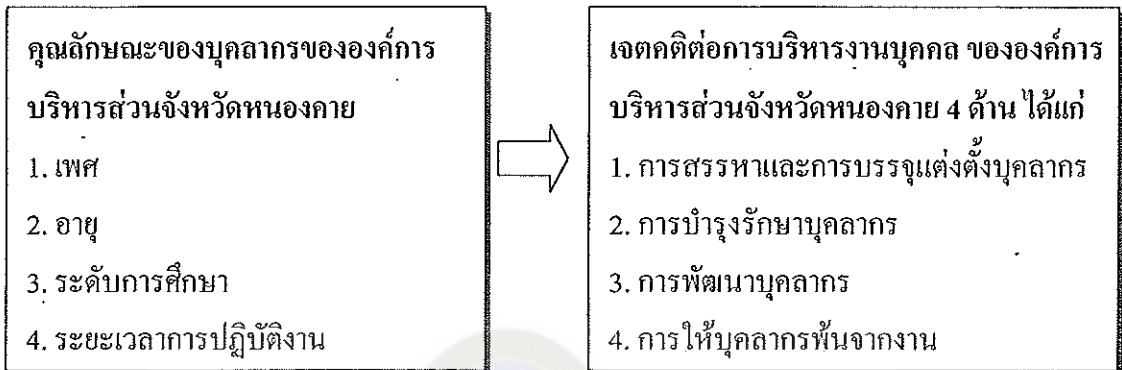 คุณลักษณะของบุคลากรขององค์การ
บริหารส่วนจังหวัดหนองคาย
1. เพศ
2. อายุ
3. ระดับการศึกษา
4. ระยะเวลาการปฏิบัติงาน
เจตคติต่อการบริหารงานบุคคล ขององค์การ
บริหารส่วนจังหวัดหนองคาย 4 ด้าน ได้แก่
1. การสรรหาและการบรรจุแต่งตั้งบุคลากร
2. การบำรุงรักษาบุคลากร
3. การพัฒนาบุคลากร
4. การให้บุคลากรพ้นจากงาน